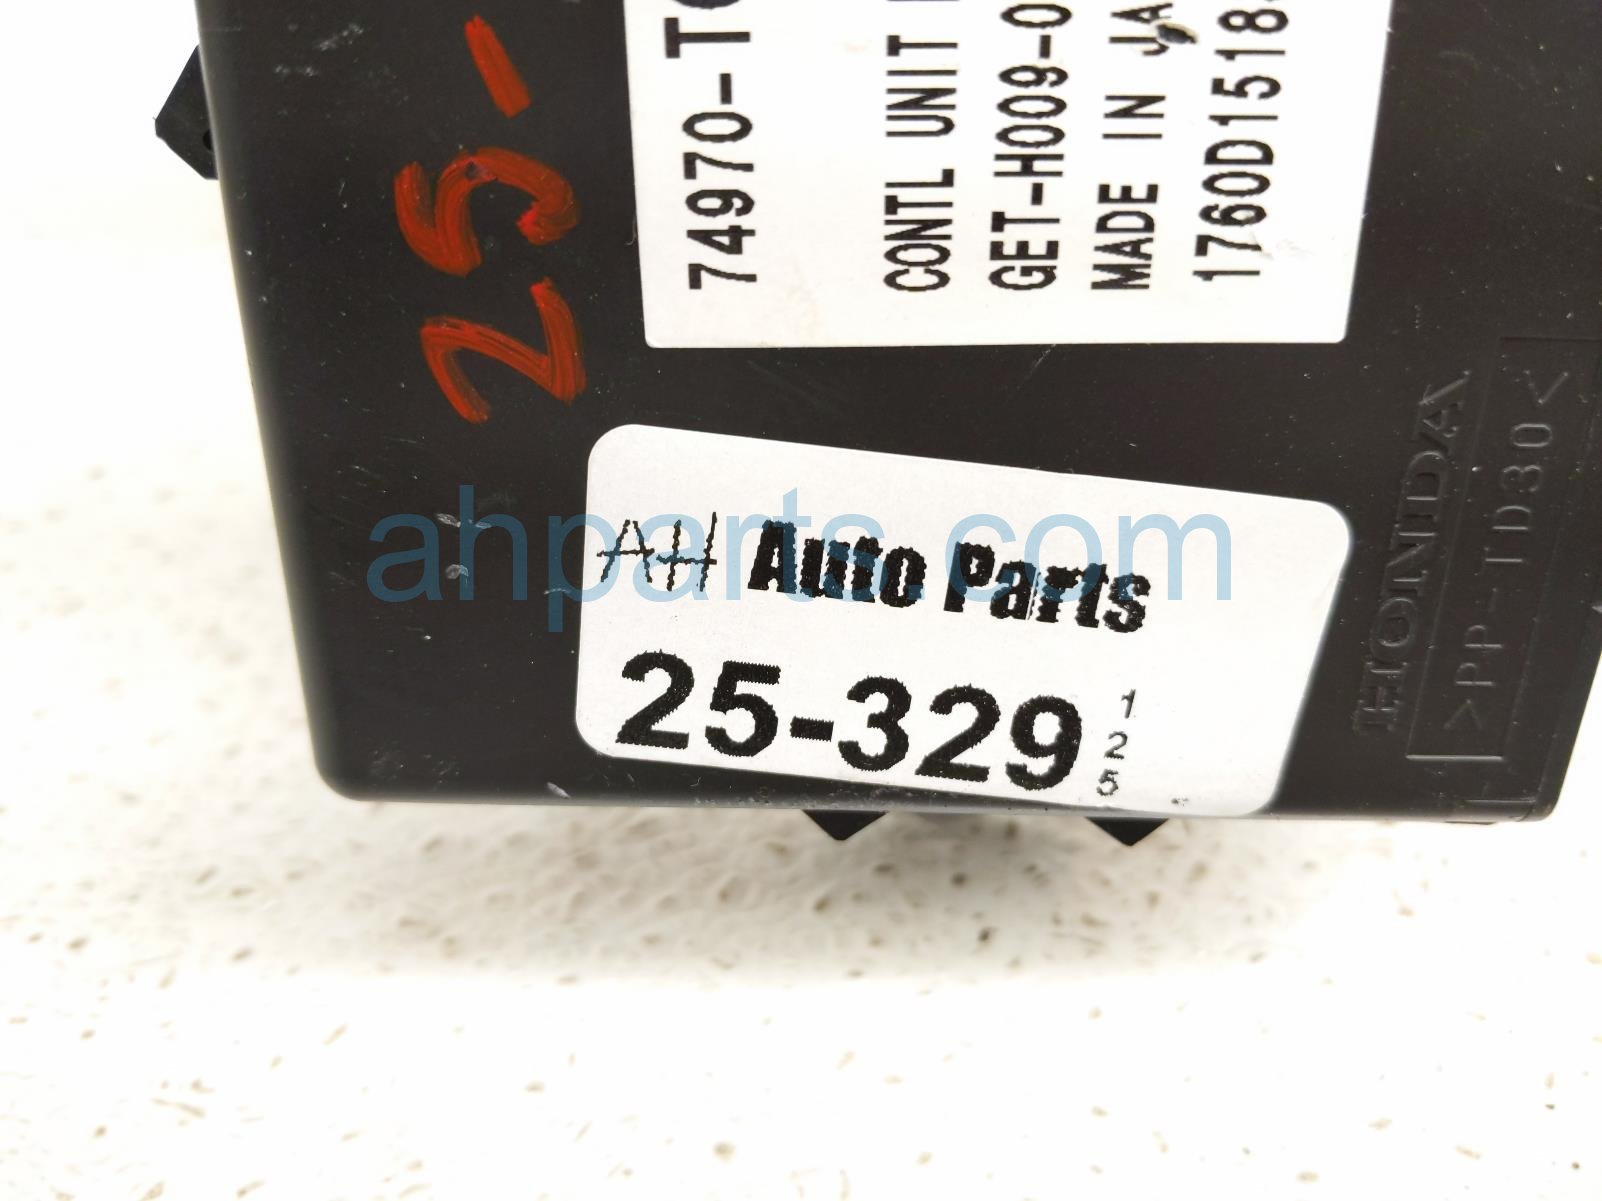 25-
74970-T
CONTL UNIT
GET-H009-0
MADE IN JA
1760D1518
HONDA
>PP-TD30<
AH Auto Parts
25-329
1
2
5
ahparts.com